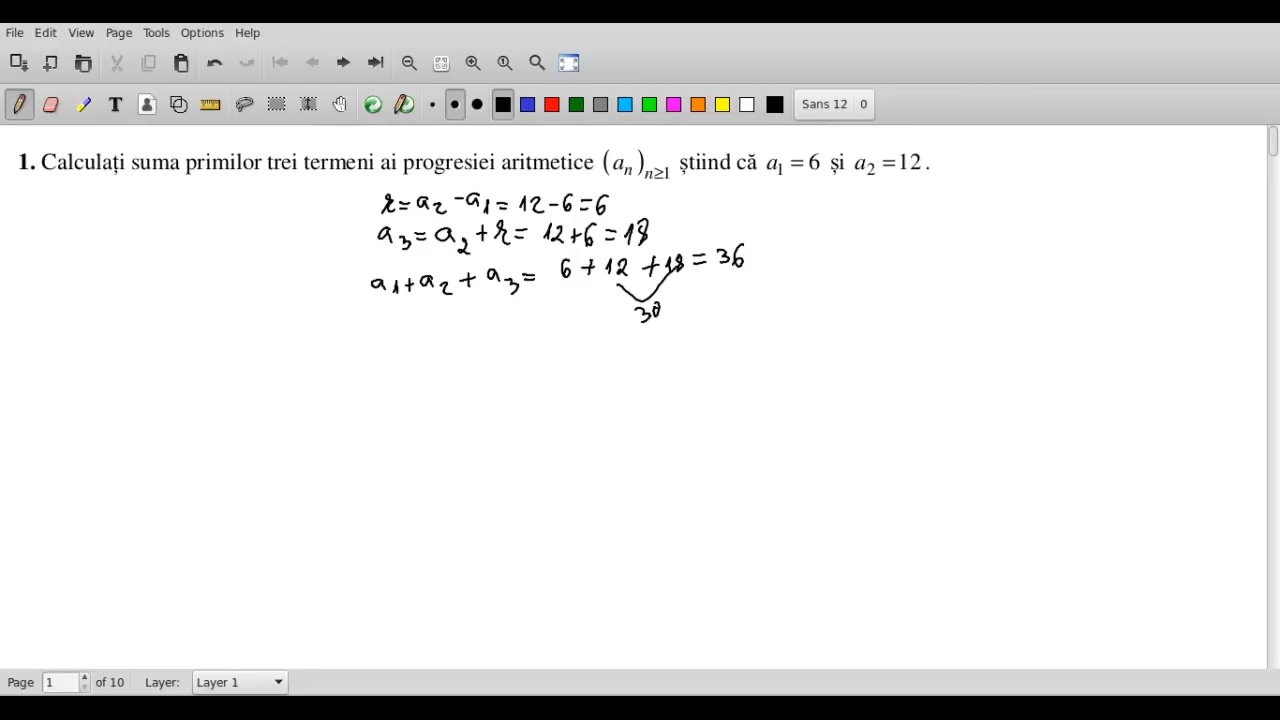 File Edit View Page Tools Options Help
Sans 12 0
1. Calculați suma primilor trei termeni ai progresiei aritmetice (aₙ)ₙ≥₁ știind că a₁ = 6 și a₂ = 12.
r = a₂ - a₁ = 12 - 6 = 6
a₃ = a₂ + r = 12 + 6 = 18
a₁ + a₂ + a₃ = 6 + 12 + 18 = 36
30
Page 1 of 10 Layer: Layer 1